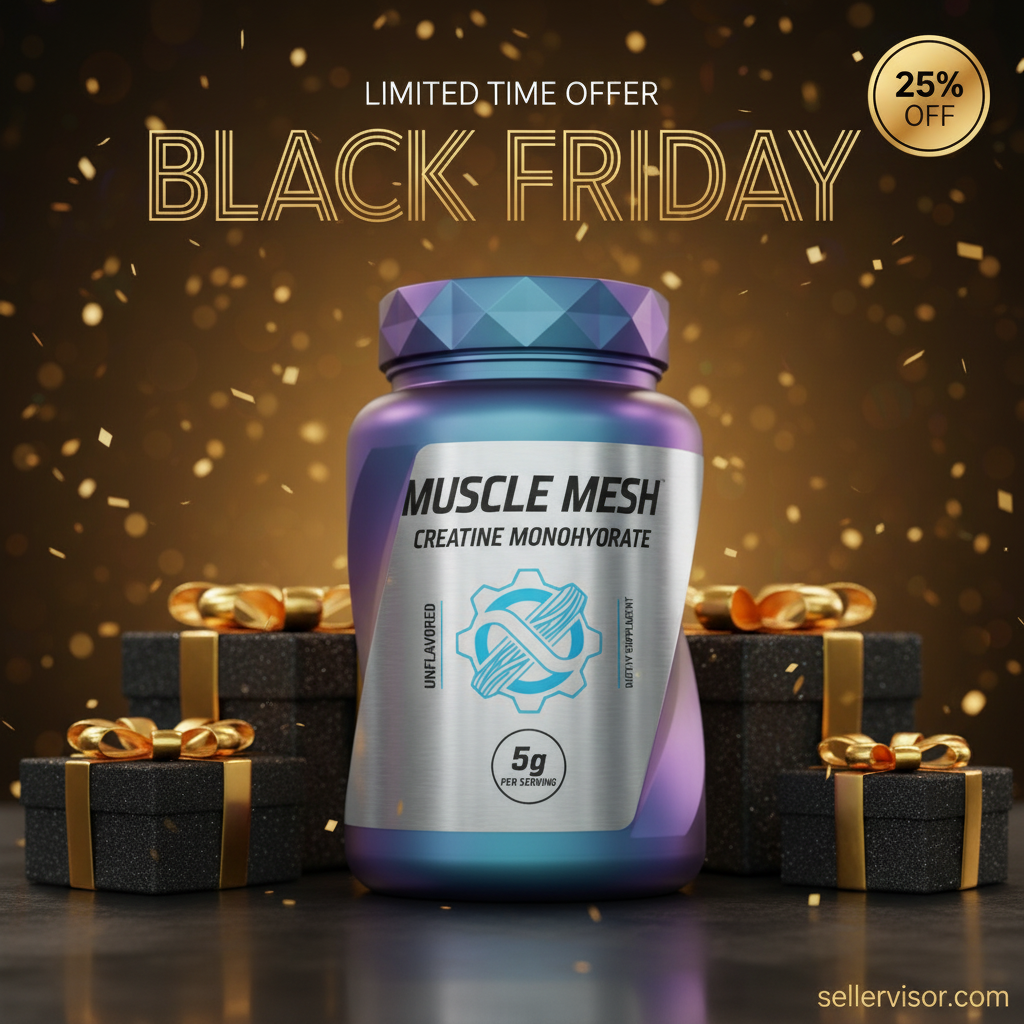 LIMITED TIME OFFER
BLACK FRIDAY
25%
OFF
MUSCLE MESH
CREATINE MONOHYORATE
UNFLAVORED
5g
PER SERVING
sellervisor.com